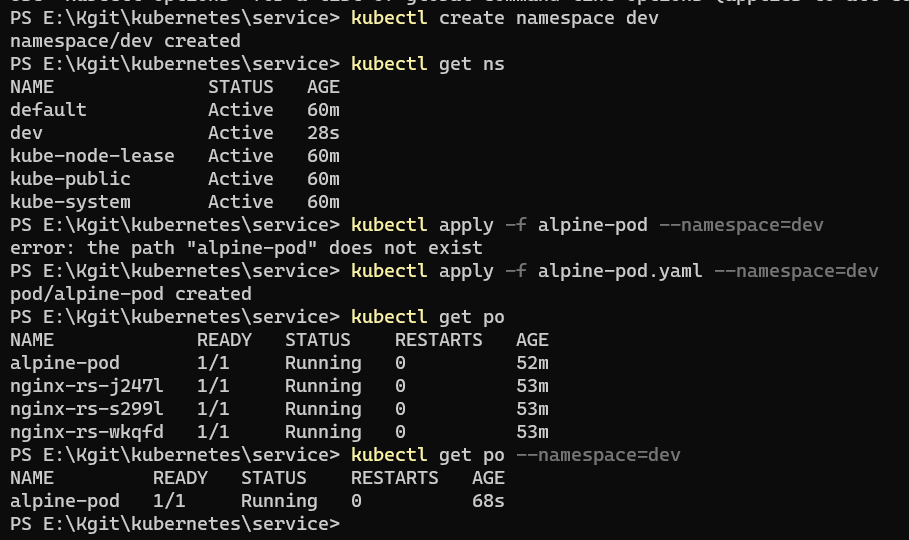 PS E:\Kgit\kubernetes\service> kubectl create namespace dev
namespace/dev created
PS E:\Kgit\kubernetes\service> kubectl get ns
NAME              STATUS   AGE
default           Active   60m
dev               Active   28s
kube-node-lease   Active   60m
kube-public       Active   60m
kube-system       Active   60m
PS E:\Kgit\kubernetes\service> kubectl apply -f alpine-pod --namespace=dev
error: the path "alpine-pod" does not exist
PS E:\Kgit\kubernetes\service> kubectl apply -f alpine-pod.yaml --namespace=dev
pod/alpine-pod created
PS E:\Kgit\kubernetes\service> kubectl get po
NAME             READY   STATUS    RESTARTS   AGE
alpine-pod       1/1     Running   0          52m
nginx-rs-j247l   1/1     Running   0          53m
nginx-rs-s299l   1/1     Running   0          53m
nginx-rs-wkqfd   1/1     Running   0          53m
PS E:\Kgit\kubernetes\service> kubectl get po --namespace=dev
NAME         READY   STATUS    RESTARTS   AGE
alpine-pod   1/1     Running   0          68s
PS E:\Kgit\kubernetes\service>